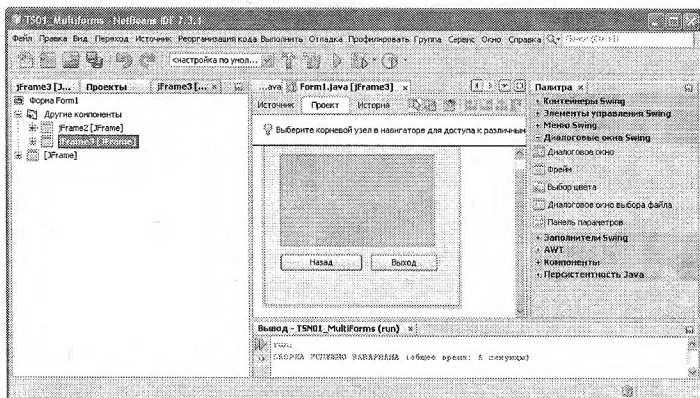 TSN01_Multiforms - NetBeans IDE 7.3.1
Файл Правка Вид Переход Источник Реорганизация кода Выполнить Отладка Профилировать Группа Сервис Окно Справка
<настройка по умол...
jFrame3 [J... Проекты jFrame3 [... × ...ava Form1.java [JFrame3] × Палитра ×
Форма Form1
Другие компоненты
jFrame2 [JFrame]
jFrame3 [JFrame]
[JFrame]
Источник Проект История
Выберите корневой узел в навигаторе для доступа к различным
Назад Выход
Контейнеры Swing
Элементы управления Swing
Меню Swing
Диалоговые окна Swing
Диалоговое окно
Фрейм
Выбор цвета
Диалоговое окно выбора файла
Панель параметров
Заполнители Swing
AWT
Компоненты
Персистентность Java
Вывод - TSN01_MultiForms (run) ×
run:
СБОРКА УСПЕШНО ЗАВЕРШЕНА (общее время: 6 секунды)